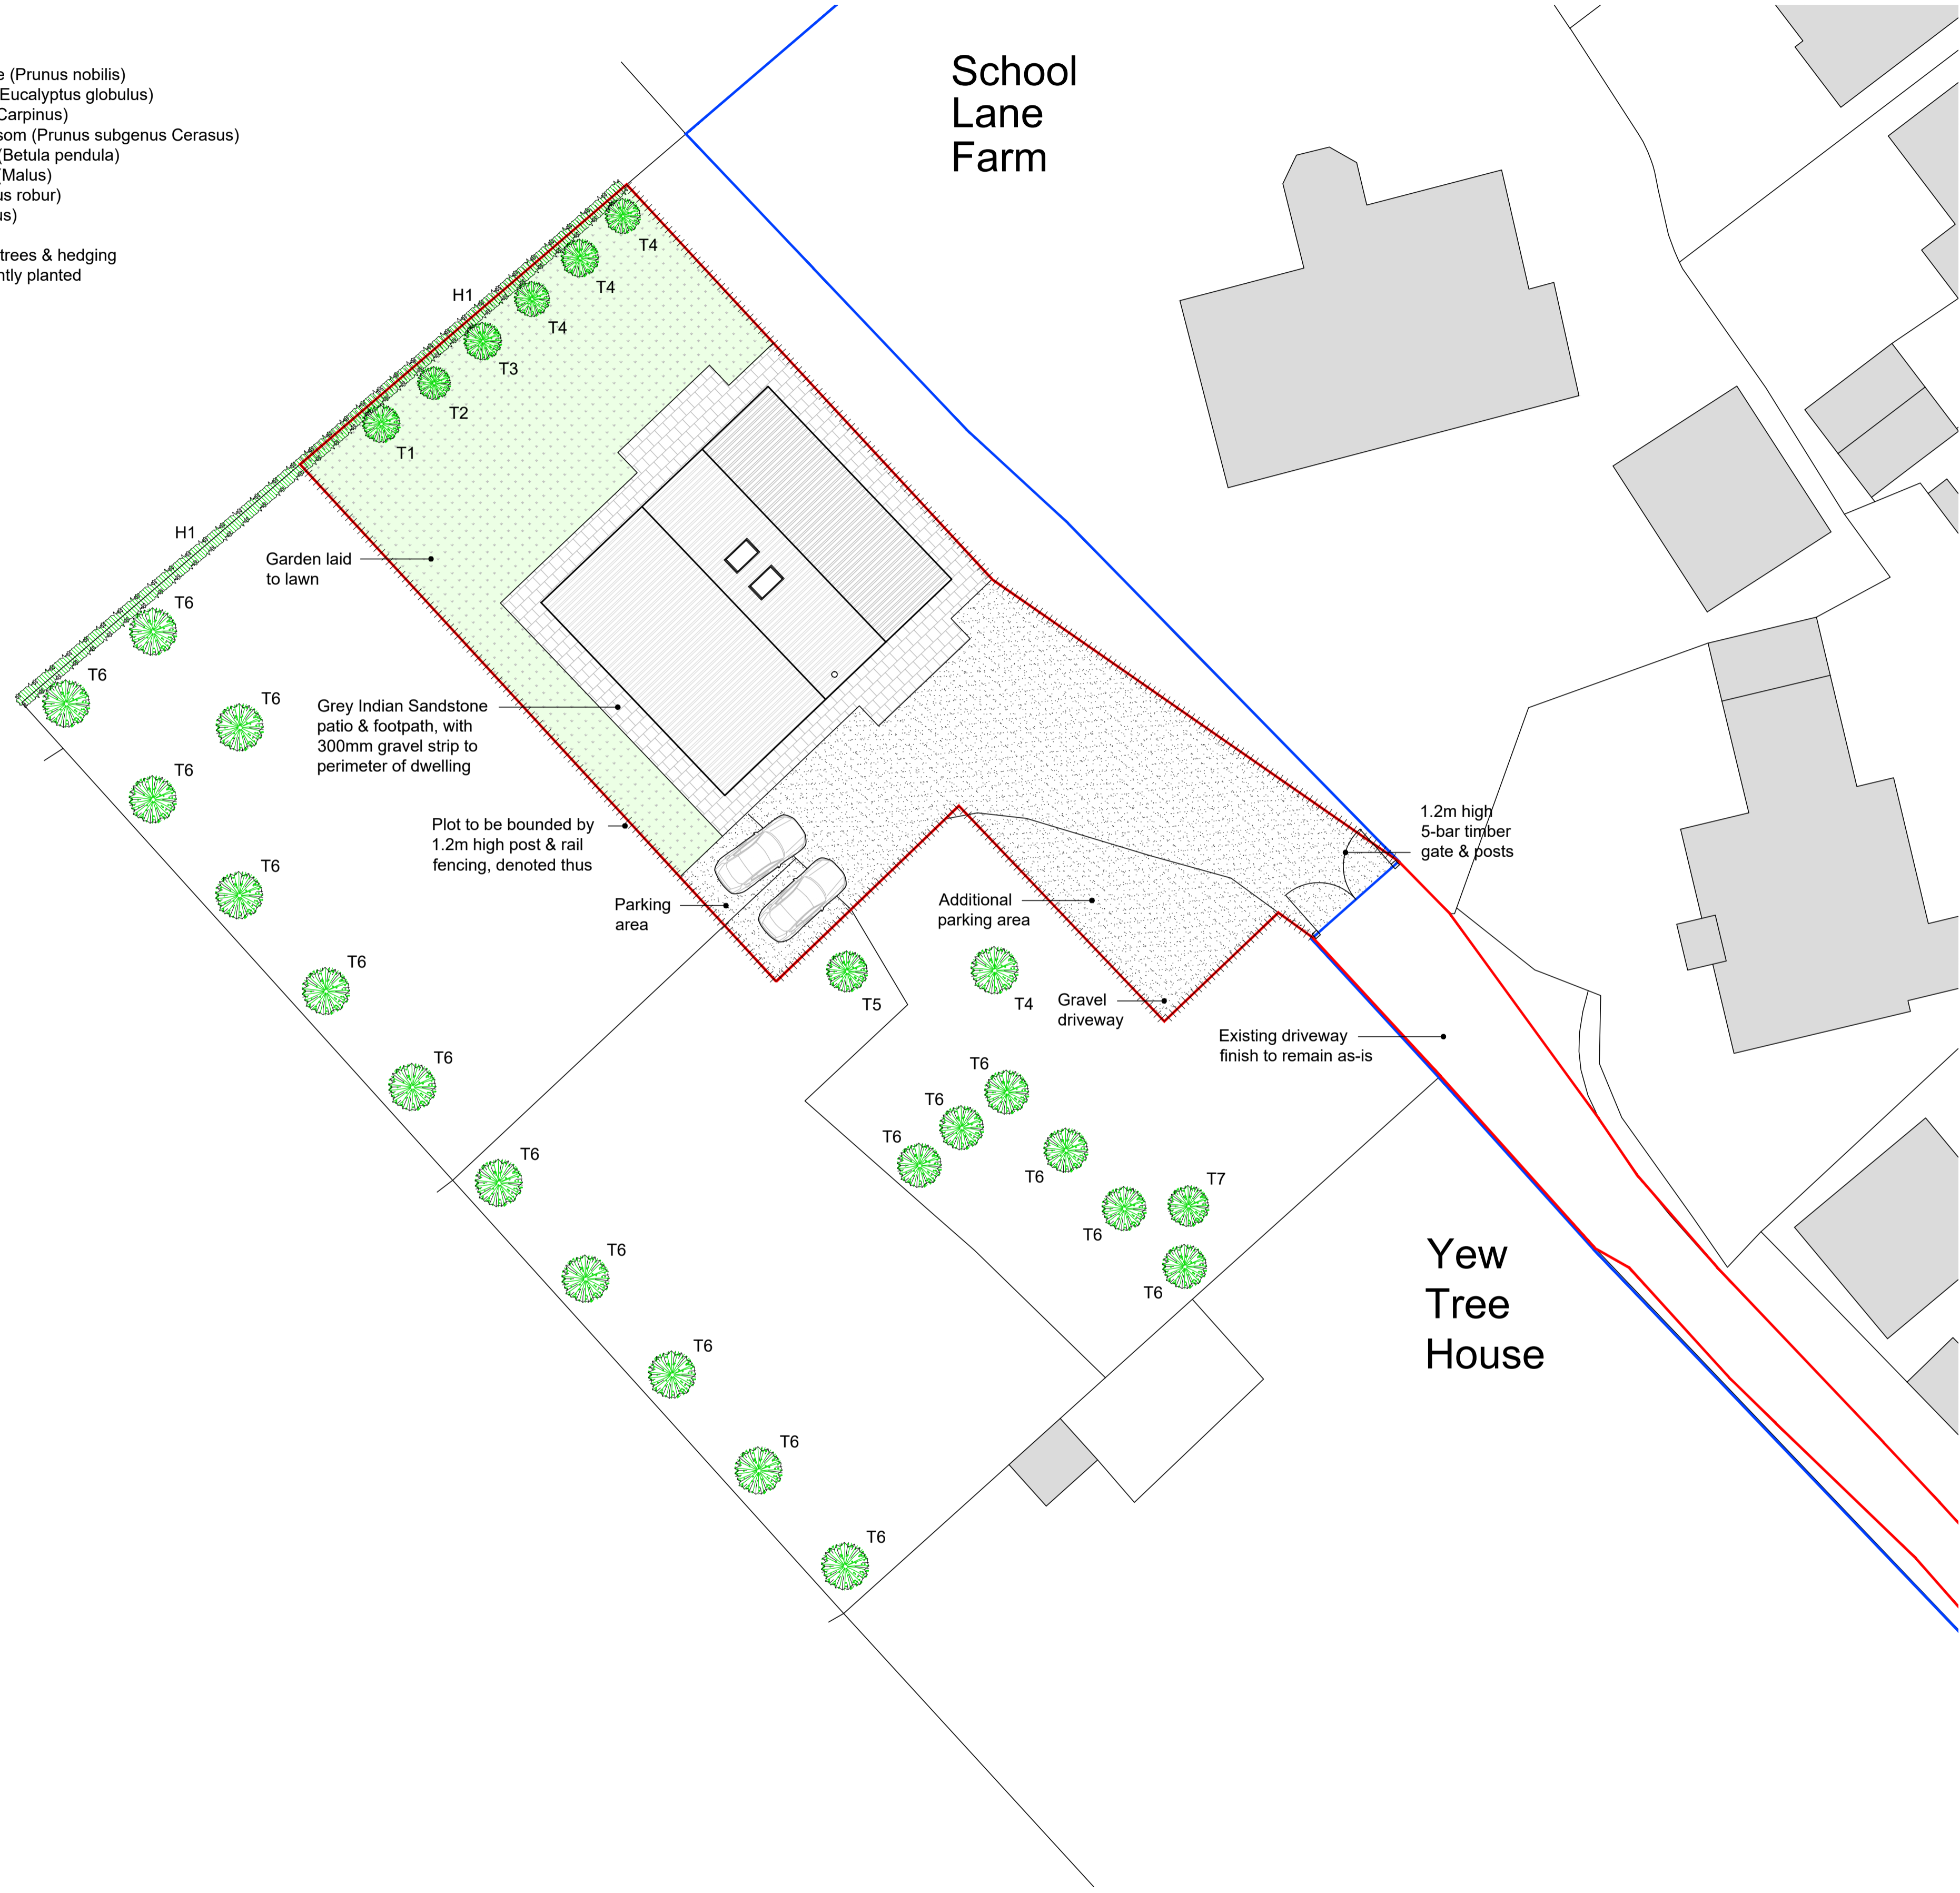 (Prunus nobilis)
Eucalyptus globulus)
Carpinus)
(Prunus subgenus Cerasus)
(Betula pendula)
(Malus)
robur)
trees & hedging
planted
School
Lane
Farm
T4
T4
H1
T4
T3
T2
T1
H1
Garden laid
to lawn
T6
T6
T6
Grey Indian Sandstone
patio & footpath, with
300mm gravel strip to
perimeter of dwelling
T6
Plot to be bounded by
1.2m high post & rail
fencing, denoted thus
1.2m high
5-bar timber
gate & posts
T6
Parking
area
Additional
parking area
T6
T5
T4
Gravel
driveway
Existing driveway
finish to remain as-is
T6
T6
T6
T6
T6
T6
T7
T6
T6
T6
Yew
Tree
House
T6
T6
T6